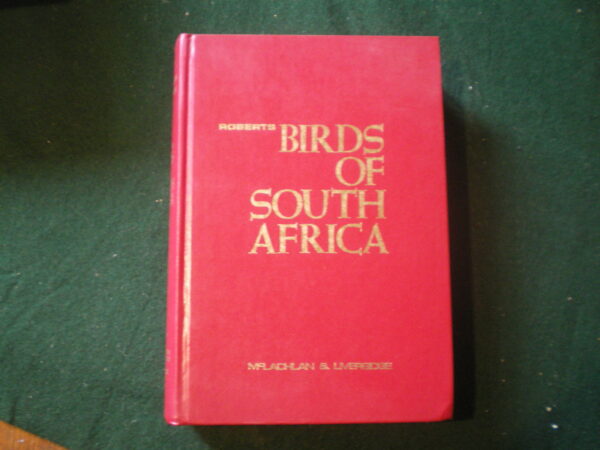 ROBERTS
BIRDS
OF
SOUTH
AFRICA
McLACHLAN & LIVERSIDGE